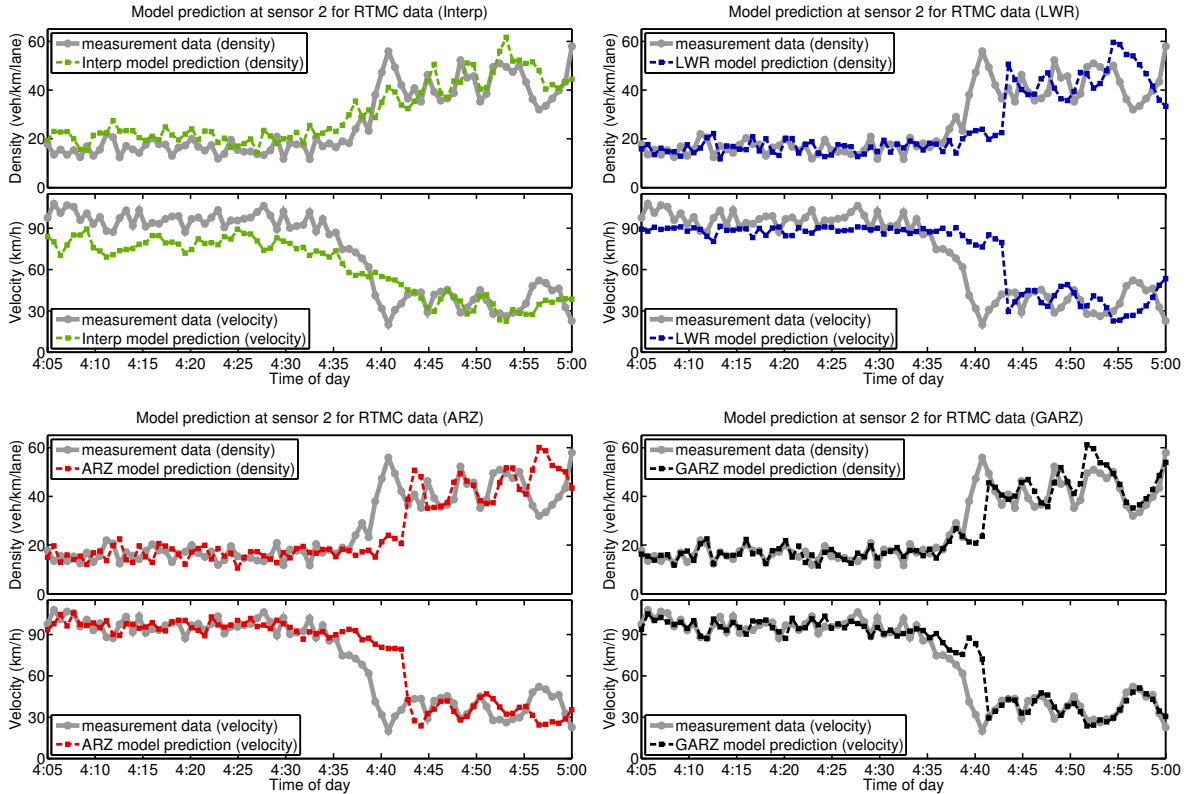 Model prediction at sensor 2 for RTMC data (Interp)
60
40
20
0
Density (veh/km/lane)
measurement data (density)
Interp model prediction (density)
90
60
30
0
Velocity (km/h)
measurement data (velocity)
Interp model prediction (velocity)
4:05 4:10 4:15 4:20 4:25 4:30 4:35 4:40 4:45 4:50 4:55 5:00
Time of day
Model prediction at sensor 2 for RTMC data (LWR)
60
40
20
0
Density (veh/km/lane)
measurement data (density)
LWR model prediction (density)
90
60
30
0
Velocity (km/h)
measurement data (velocity)
LWR model prediction (velocity)
4:05 4:10 4:15 4:20 4:25 4:30 4:35 4:40 4:45 4:50 4:55 5:00
Time of day
Model prediction at sensor 2 for RTMC data (ARZ)
60
40
20
0
Density (veh/km/lane)
measurement data (density)
ARZ model prediction (density)
90
60
30
0
Velocity (km/h)
measurement data (velocity)
ARZ model prediction (velocity)
4:05 4:10 4:15 4:20 4:25 4:30 4:35 4:40 4:45 4:50 4:55 5:00
Time of day
Model prediction at sensor 2 for RTMC data (GARZ)
60
40
20
0
Density (veh/km/lane)
measurement data (density)
GARZ model prediction (density)
90
60
30
0
Velocity (km/h)
measurement data (velocity)
GARZ model prediction (velocity)
4:05 4:10 4:15 4:20 4:25 4:30 4:35 4:40 4:45 4:50 4:55 5:00
Time of day